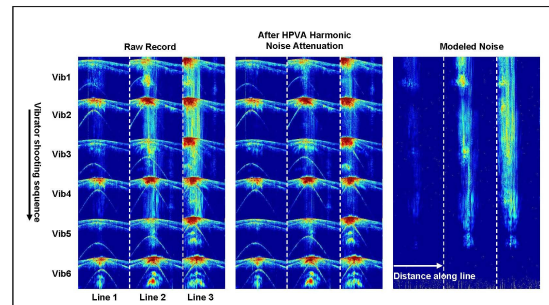 Raw Record
After HPVA Harmonic
Noise Attenuation
Modeled Noise
Vibrator shooting sequence
Vib1
Vib2
Vib3
Vib4
Vib5
Vib6
Line 1
Line 2
Line 3
Distance along line